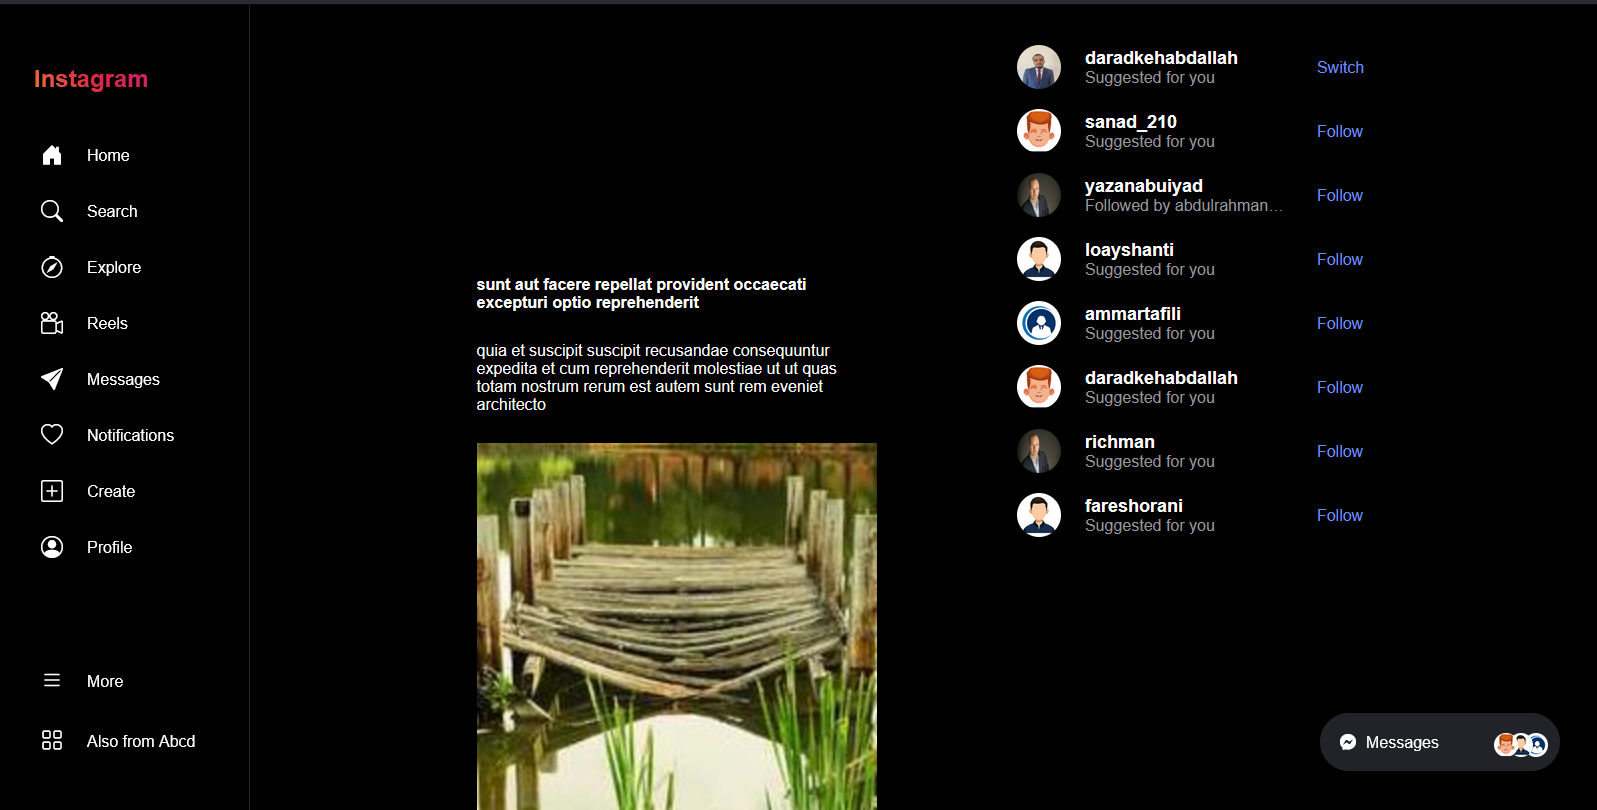 Instagram
Home
Search
Explore
Reels
Messages
Notifications
Create
Profile
More
Also from Abcd
sunt aut facere repellat provident occaecati
excepturi optio reprehenderit
quia et suscipit suscipit recusandae consequuntur
expedita et cum reprehenderit molestiae ut ut quas
totam nostrum rerum est autem sunt rem eveniet
architecto
daradkehabdallah
Suggested for you
Switch
sanad_210
Suggested for you
Follow
yazanabuiyad
Followed by abdulrahman...
Follow
loayshanti
Suggested for you
Follow
ammartafili
Suggested for you
Follow
daradkehabdallah
Suggested for you
Follow
richman
Suggested for you
Follow
fareshorani
Suggested for you
Follow
Messages